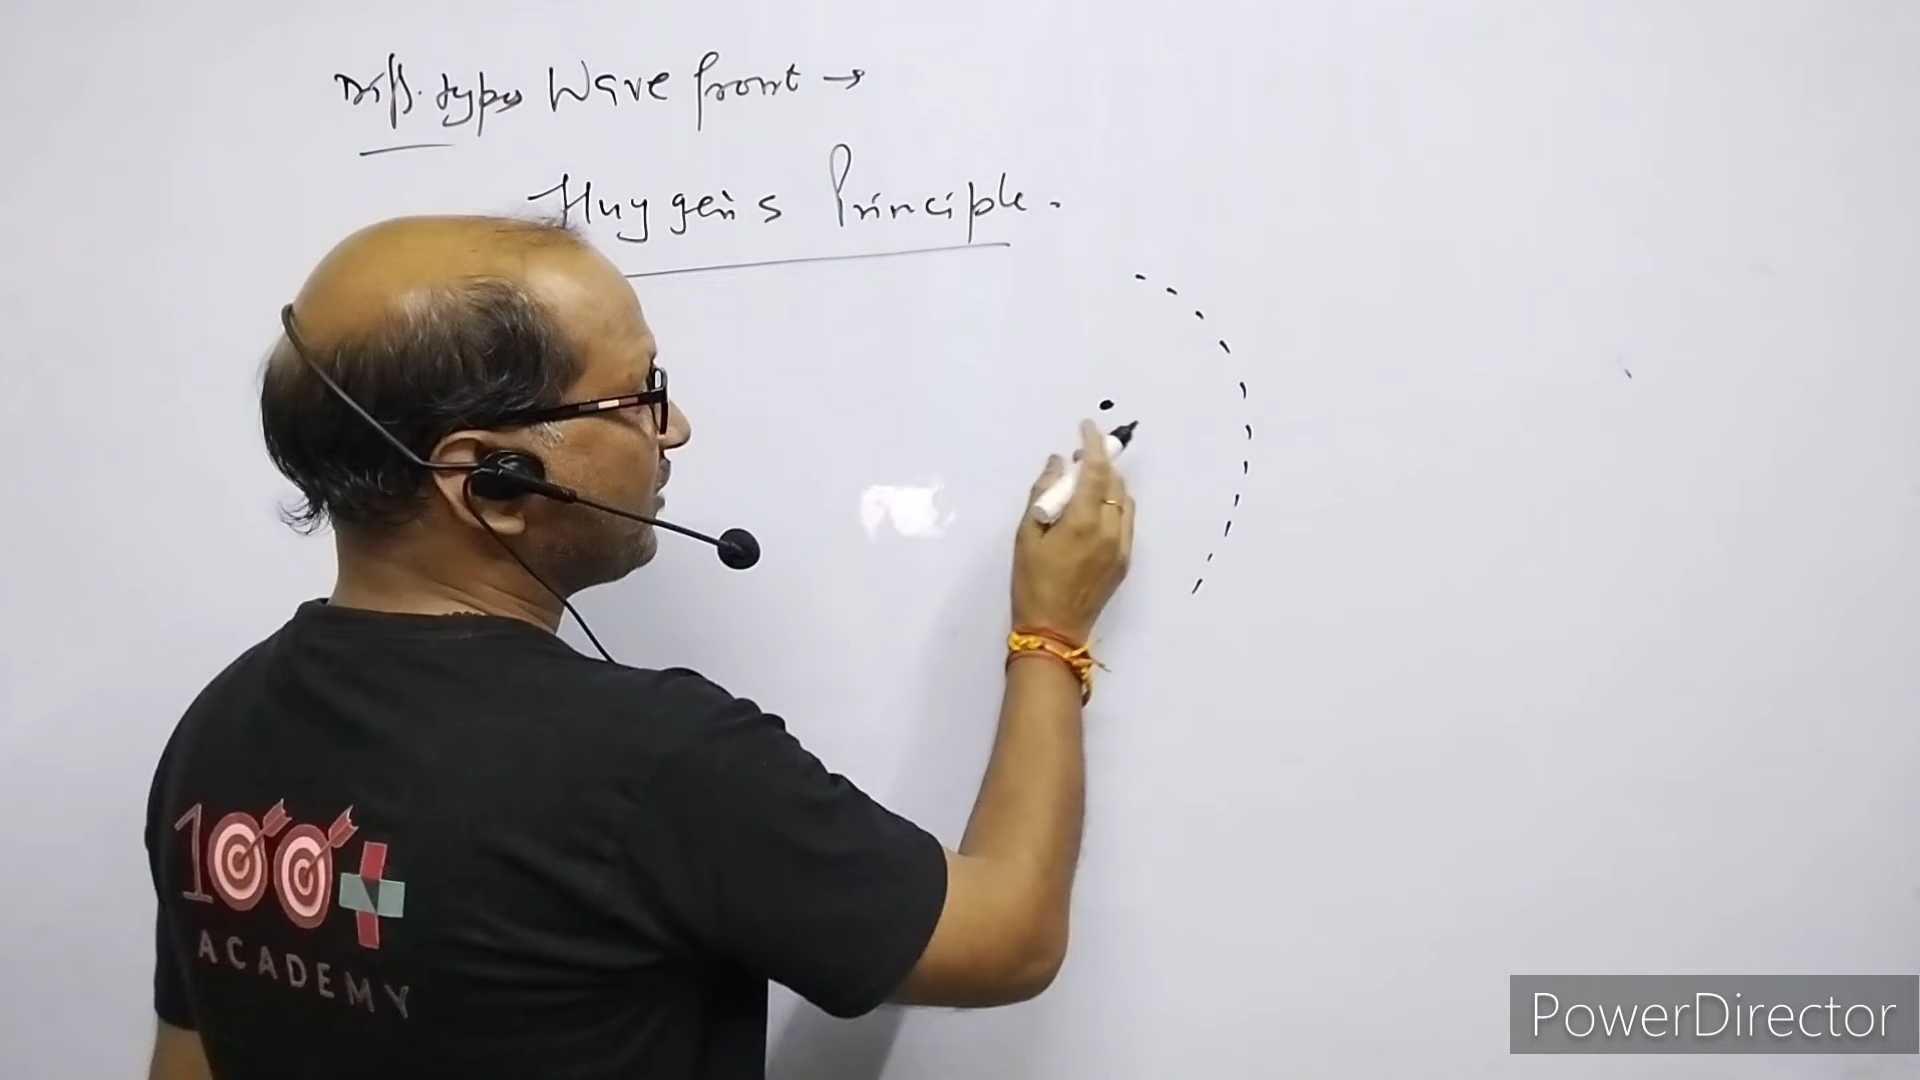 Diff. types Wave front →
Huygen's Principle.
100+
ACADEMY
PowerDirector